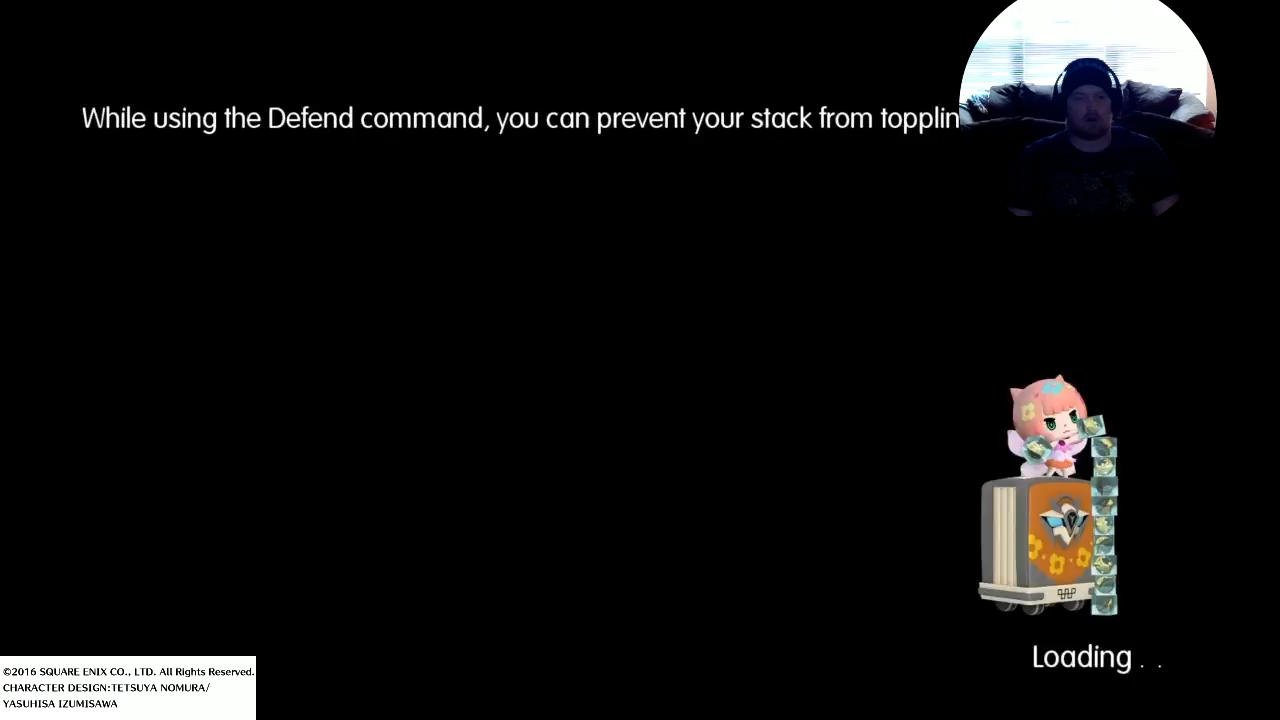 While using the Defend command, you can prevent your stack from topplin
Loading . .
©2016 SQUARE ENIX CO., LTD. All Rights Reserved.
CHARACTER DESIGN:TETSUYA NOMURA/
YASUHISA IZUMISAWA